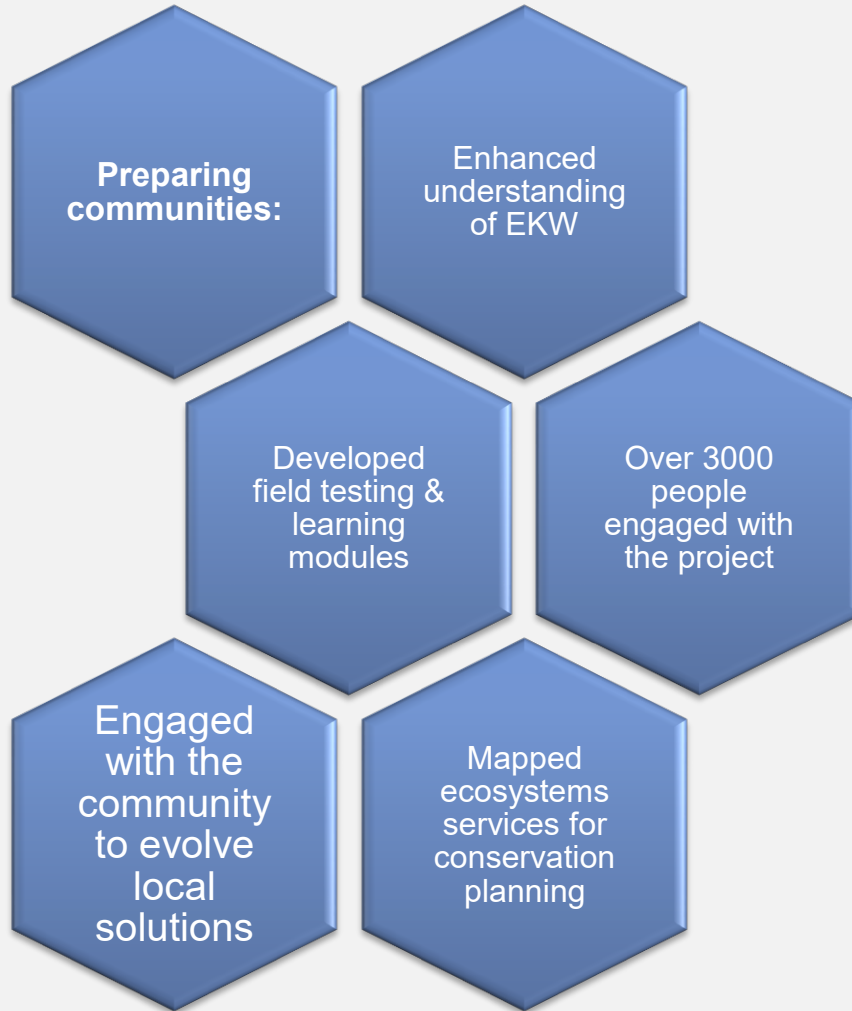 Preparing
communities:
Enhanced
understanding
of EKW
Developed
field testing &
learning
modules
Over 3000
people
engaged with
the project
Engaged
with the
community
to evolve
local
solutions
Mapped
ecosystems
services for
conservation
planning